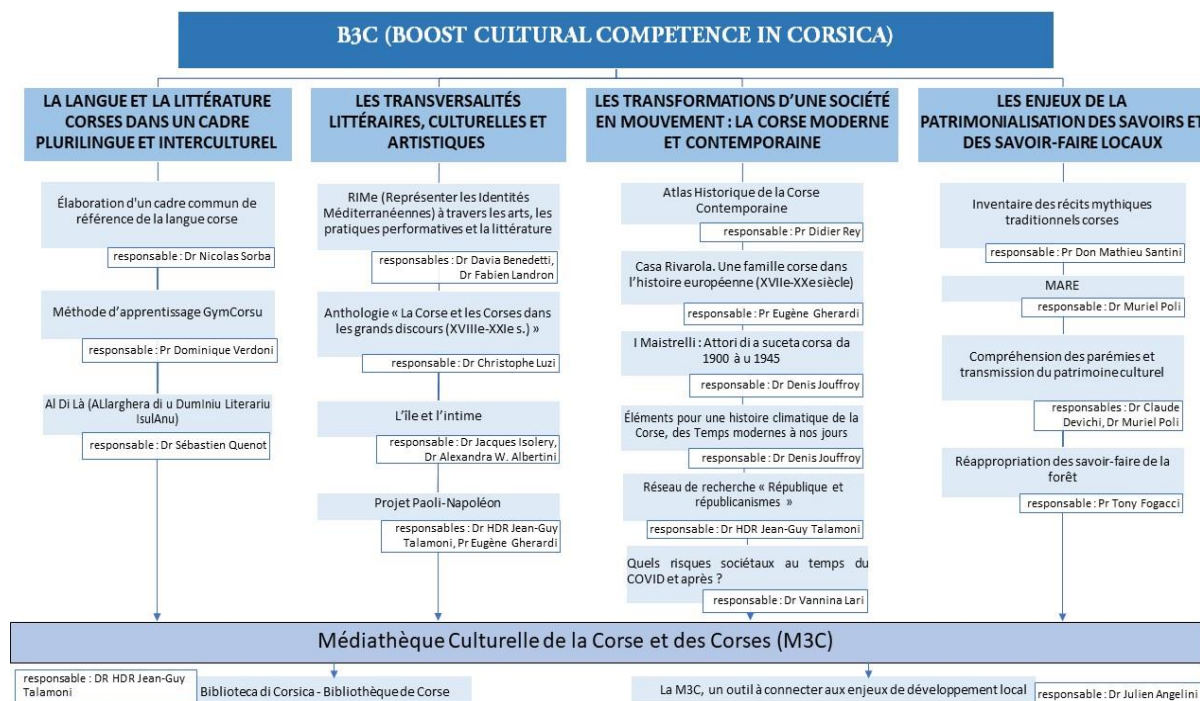 B3C (BOOST CULTURAL COMPETENCE IN CORSICA)
LA LANGUE ET LA LITTÉRATURE
CORSES DANS UN CADRE
PLURILINGUE ET INTERCULTUREL
Élaboration d'un cadre commun de
référence de la langue corse
responsable : Dr Nicolas Sorba
Méthode d'apprentissage GymCorsu
responsable : Pr Dominique Verdoni
Al Di Là (ALlarghera di u DumIniu Literariu
IsulAnu)
responsable : Dr Sébastien Quenot
LES TRANSVERSALITÉS
LITTÉRAIRES, CULTURELLES ET
ARTISTIQUES
RIMe (Représenter les Identités
Méditerranéennes) à travers les arts, les
pratiques performatives et la littérature
responsables : Dr Davia Benedetti,
Dr Fabien Landron
Anthologie « La Corse et les Corses dans
les grands discours (XVIIIe-XXIe s.) »
responsable : Dr Christophe Luzi
L'île et l'intime
responsables : Dr Jacques Isolery,
Dr Alexandra W. Albertini
Projet Paoli-Napoléon
responsables : Dr HDR Jean-Guy
Talamoni, Pr Eugène Gherardi
LES TRANSFORMATIONS D'UNE SOCIÉTÉ
EN MOUVEMENT : LA CORSE MODERNE
ET CONTEMPORAINE
Atlas Historique de la Corse
Contemporaine
responsable : Pr Didier Rey
Casa Rivarola. Une famille corse dans
l'histoire européenne (XVIIe-XXe siècle)
responsable : Pr Eugène Gherardi
I Maistrelli : Attori di a suceta corsa da
1900 à u 1945
responsable : Dr Denis Jouffroy
Éléments pour une histoire climatique de la
Corse, des Temps modernes à nos jours
responsable : Dr Denis Jouffroy
Réseau de recherche « République et
républicanismes »
responsable : Dr HDR Jean-Guy Talamoni
Quels risques sociétaux au temps du
COVID et après ?
responsable : Dr Vannina Lari
LES ENJEUX DE LA
PATRIMONIALISATION DES SAVOIRS ET
DES SAVOIR-FAIRE LOCAUX
Inventaire des récits mythiques
traditionnels corses
responsable : Pr Don Mathieu Santini
MARE
responsable : Dr Muriel Poli
Compréhension des parémies et
transmission du patrimoine culturel
responsables : Dr Claude
Devichi, Dr Muriel Poli
Réappropriation des savoir-faire de la
forêt
responsable : Pr Tony Fogacci
Médiathèque Culturelle de la Corse et des Corses (M3C)
responsable : DR HDR Jean-Guy
Talamoni
Biblioteca di Corsica - Bibliothèque de Corse
La M3C, un outil à connecter aux enjeux de développement local
responsable : Dr Julien Angelini